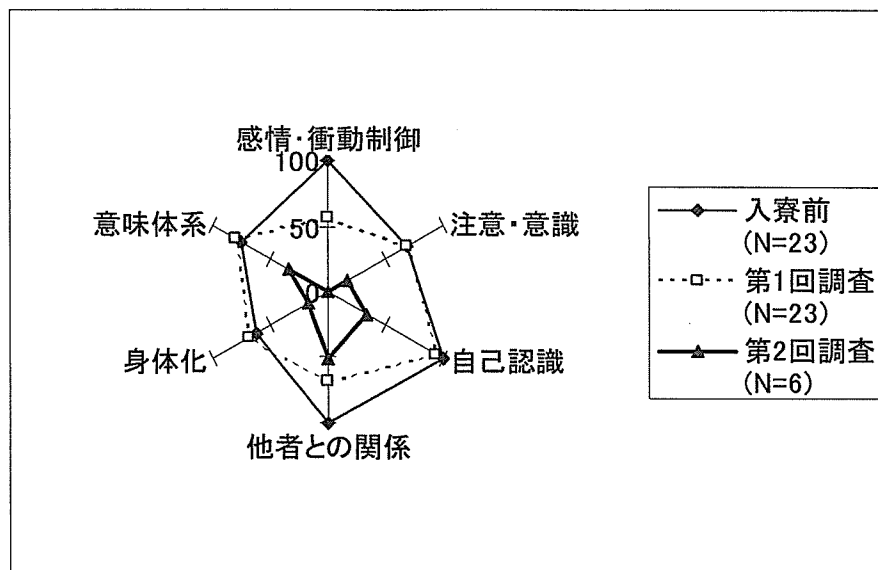 感情・衝動制御
100
意味体系
50
注意・意識
0
身体化
自己認識
他者との関係
入寮前
(N=23)
第1回調査
(N=23)
第2回調査
(N=6)